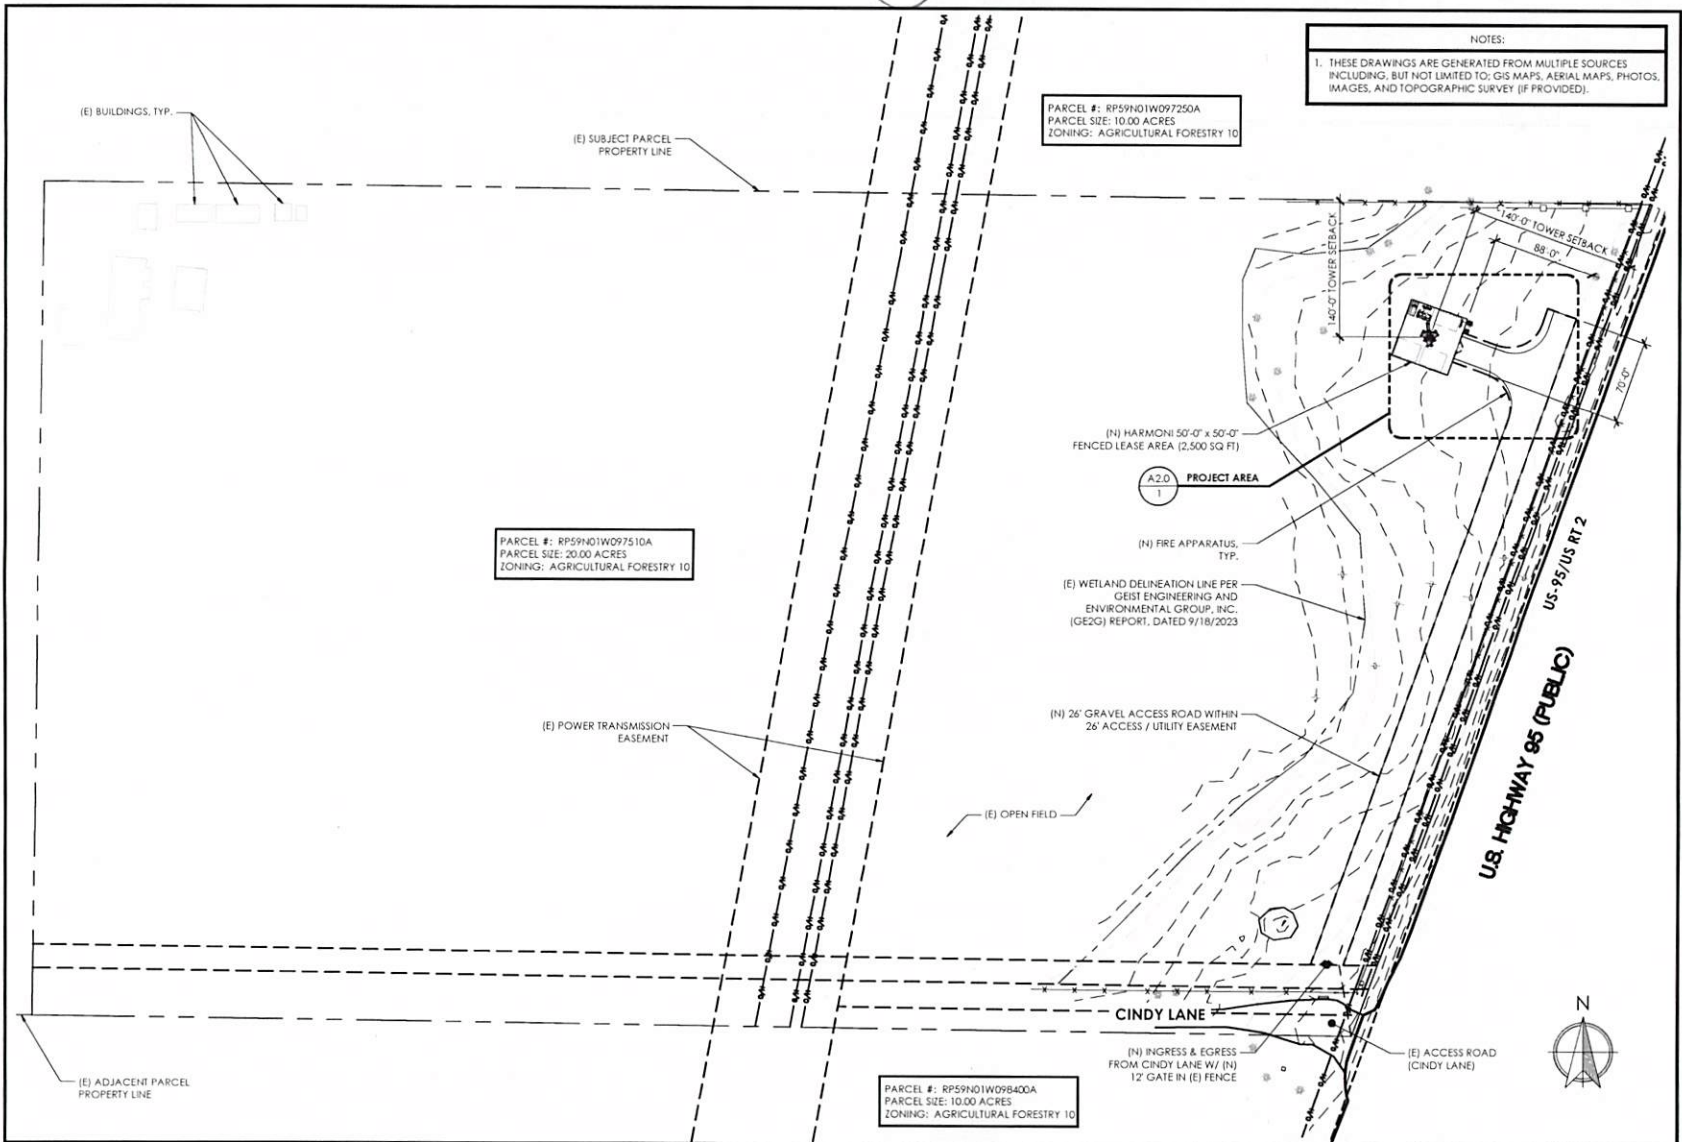 NOTES:
1. THESE DRAWINGS ARE GENERATED FROM MULTIPLE SOURCES
INCLUDING, BUT NOT LIMITED TO; GIS MAPS, AERIAL MAPS, PHOTOS,
IMAGES, AND TOPOGRAPHIC SURVEY (IF PROVIDED).
(E) BUILDINGS, TYP.
(E) SUBJECT PARCEL
PROPERTY LINE
PARCEL #: RP59N01W097250A
PARCEL SIZE: 10.00 ACRES
ZONING: AGRICULTURAL FORESTRY 10
140'-0" TOWER SETBACK
140'-0" TOWER SETBACK
88'-0"
70'-0"
(N) HARMONI 50'-0" x 50'-0"
FENCED LEASE AREA (2,500 SQ FT)
A2.0
1
PROJECT AREA
(N) FIRE APPARATUS,
TYP.
PARCEL #: RP59N01W097510A
PARCEL SIZE: 20.00 ACRES
ZONING: AGRICULTURAL FORESTRY 10
(E) WETLAND DELINEATION LINE PER
GEIST ENGINEERING AND
ENVIRONMENTAL GROUP, INC.
(GE2G) REPORT, DATED 9/18/2023
US-95/US RT 2
U.S. HIGHWAY 95 (PUBLIC)
(N) 26' GRAVEL ACCESS ROAD WITHIN
26' ACCESS / UTILITY EASEMENT
(E) POWER TRANSMISSION
EASEMENT
(E) OPEN FIELD
CINDY LANE
(N) INGRESS & EGRESS
FROM CINDY LANE W/ (N)
12' GATE IN (E) FENCE
(E) ACCESS ROAD
(CINDY LANE)
N
(E) ADJACENT PARCEL
PROPERTY LINE
PARCEL #: RP59N01W098400A
PARCEL SIZE: 10.00 ACRES
ZONING: AGRICULTURAL FORESTRY 10